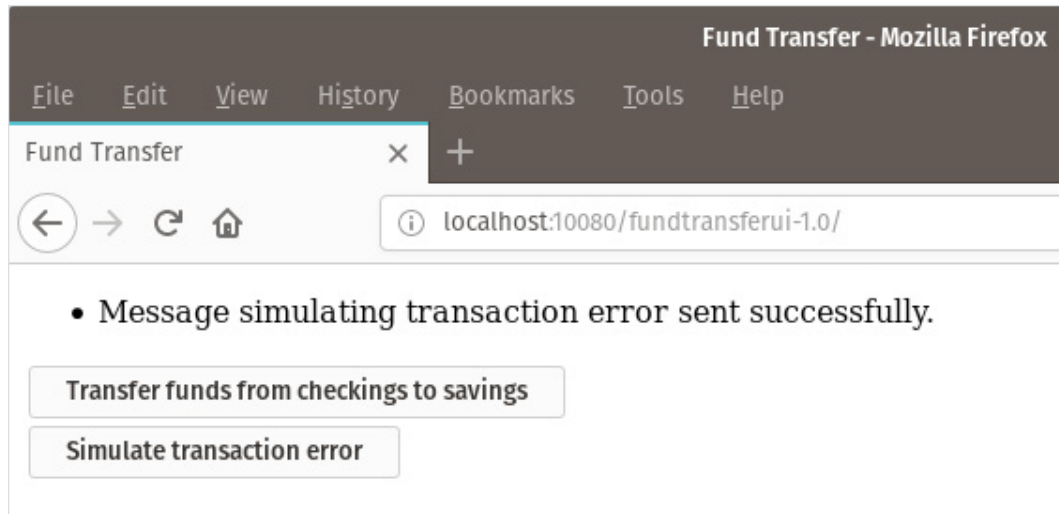 Fund Transfer - Mozilla Firefox
File Edit View History Bookmarks Tools Help
Fund Transfer
localhost:10080/fundtransferui-1.0/
• Message simulating transaction error sent successfully.
Transfer funds from checkings to savings
Simulate transaction error